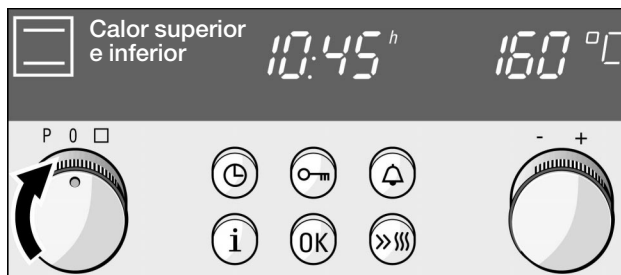 Calor superior
e inferior
10:45 h
160 °C
P 0
- +
i OK